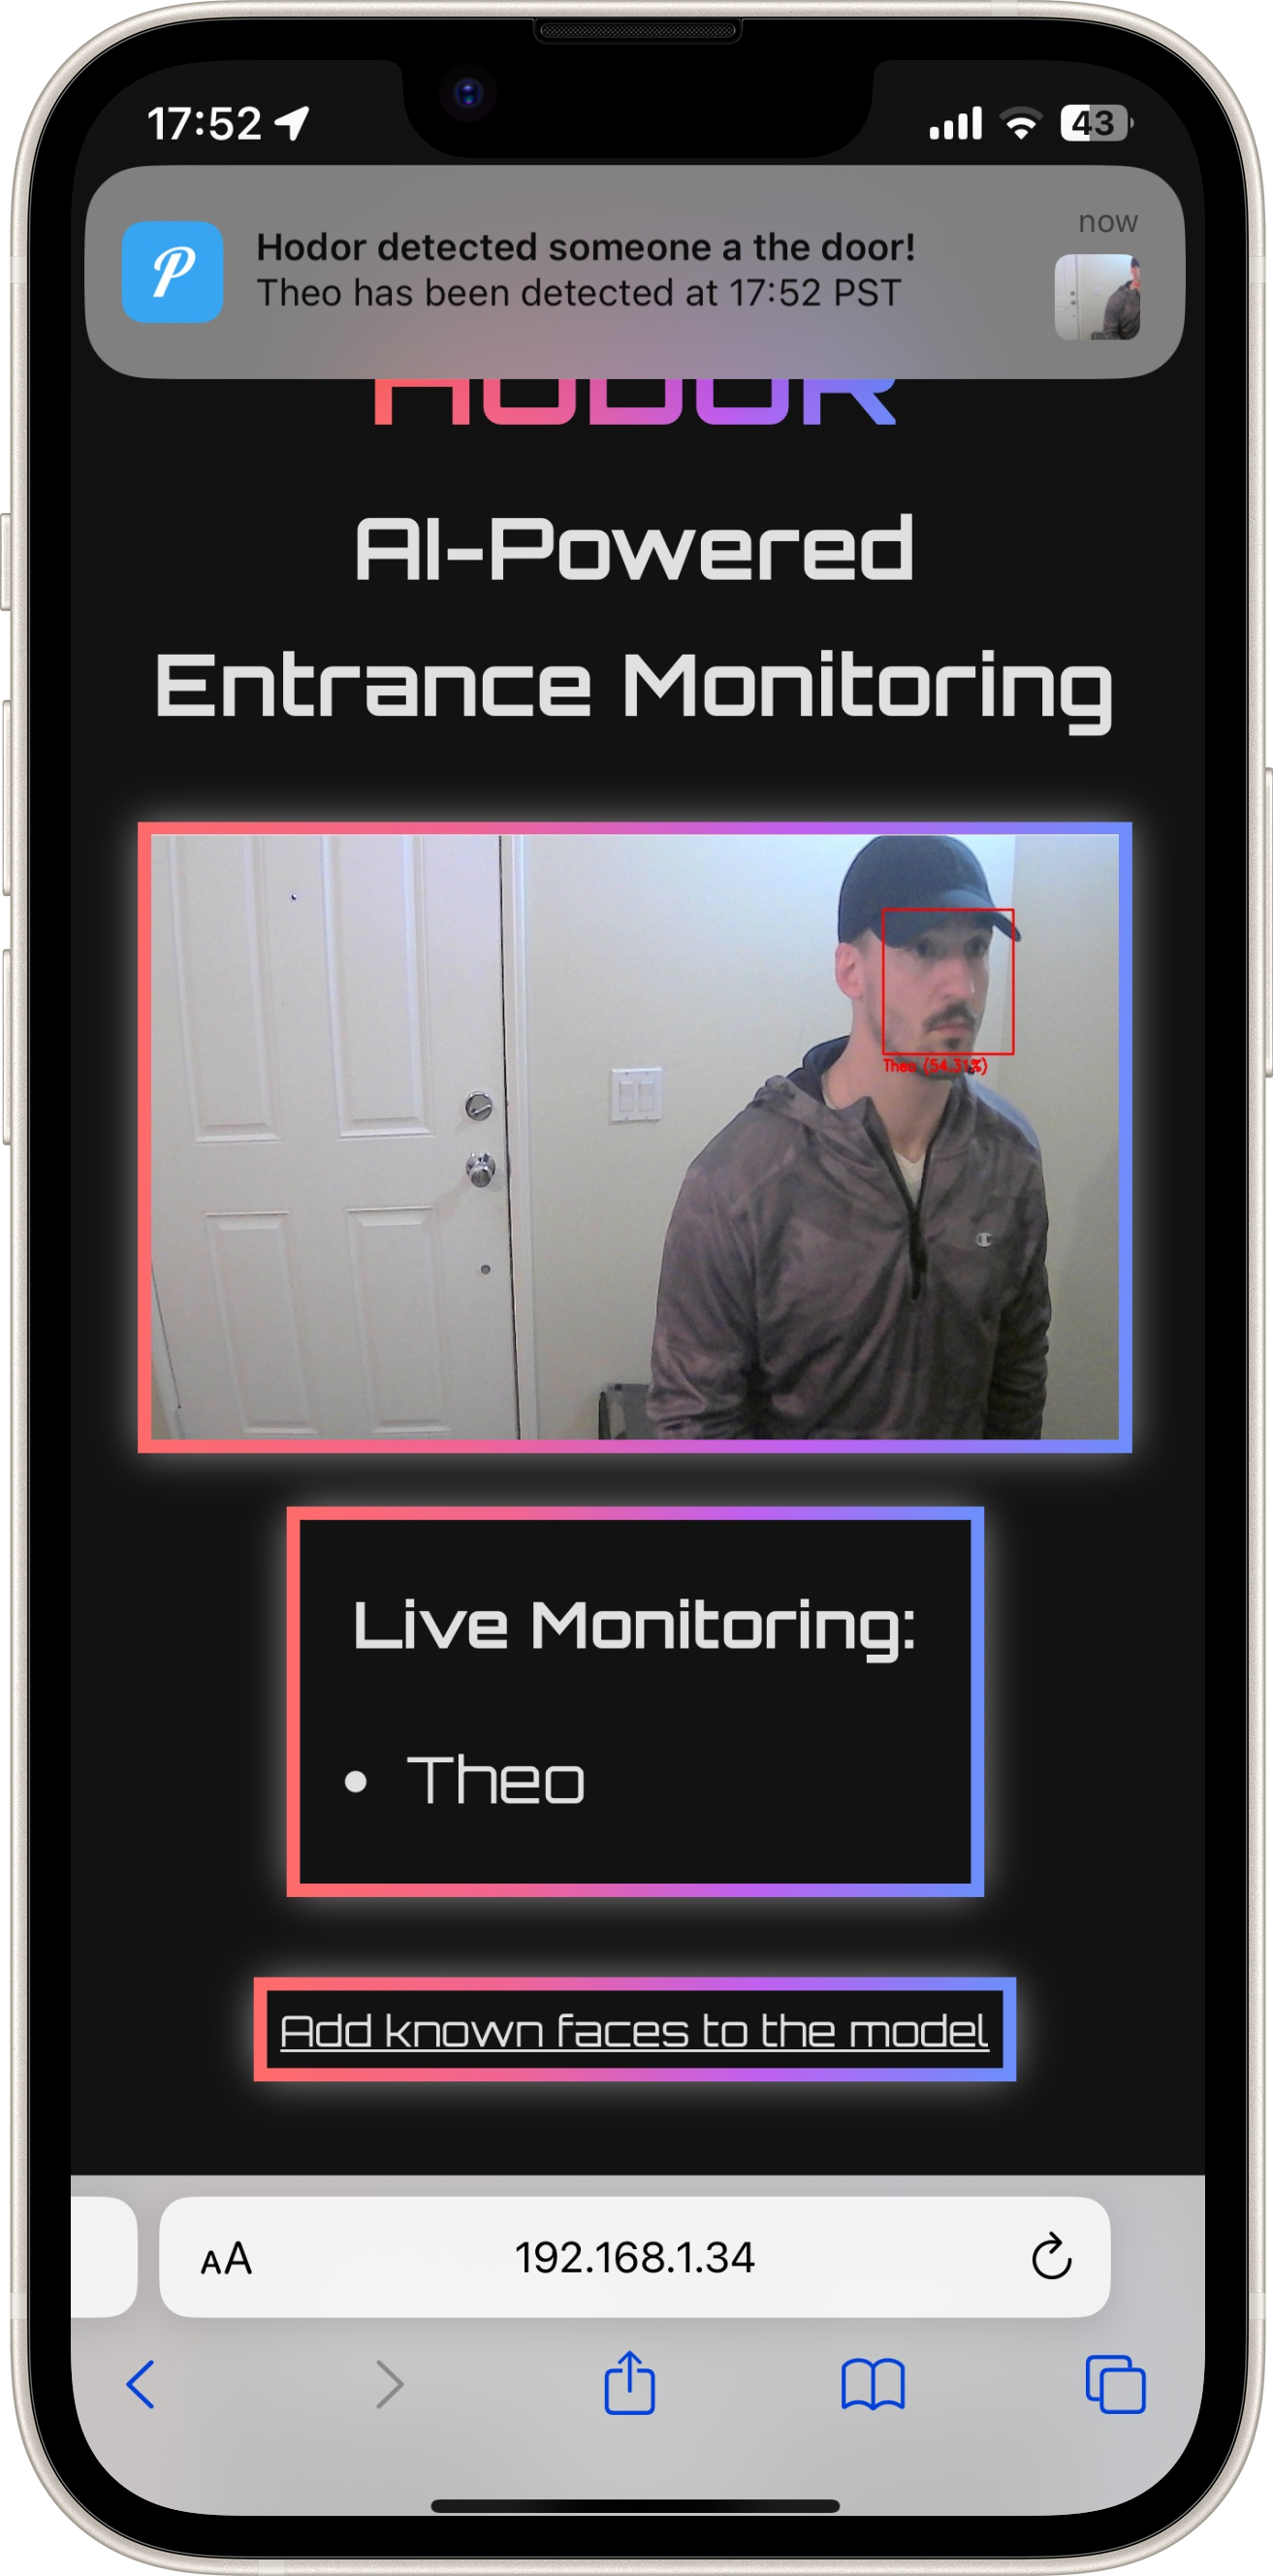 17:52
43
now
Hodor detected someone a the door!
Theo has been detected at 17:52 PST
HODOR
AI-Powered
Entrance Monitoring
Theo (54.31%)
Live Monitoring:
• Theo
Add known faces to the model
AA
192.168.1.34